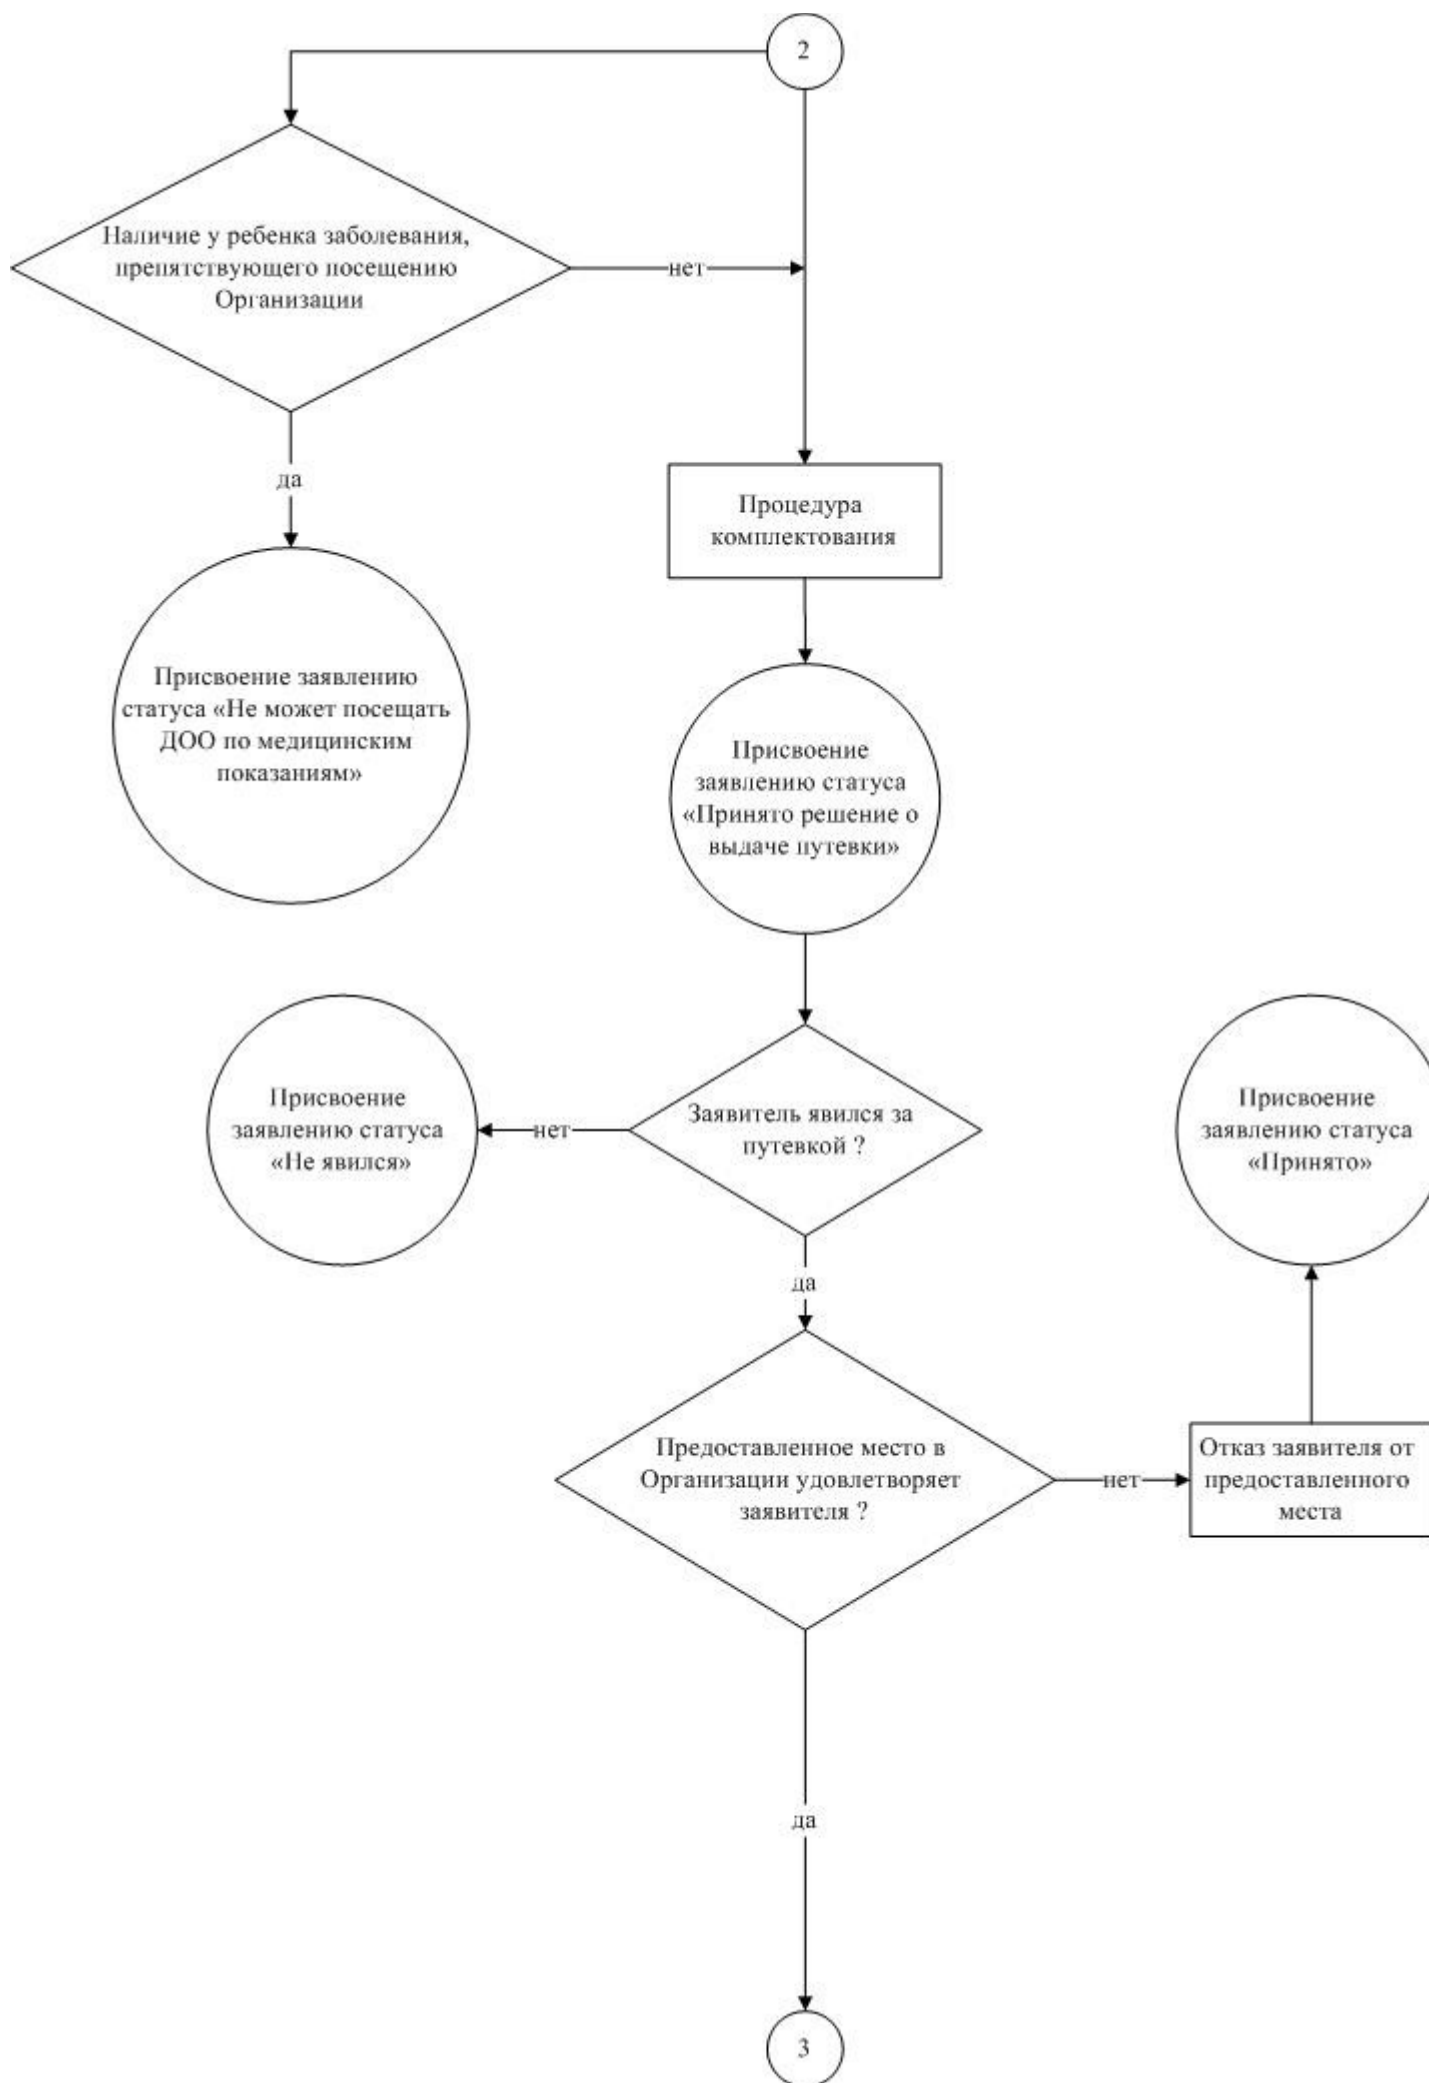 2
Наличие у ребенка заболевания,
препятствующего посещению
Организации
нет
да
Процедура
комплектования
Присвоение заявлению
статуса «Не может посещать
ДОО по медицинским
показаниям»
Присвоение
заявлению статуса
«Принято решение о
выдаче путевки»
Присвоение
заявлению статуса
«Не явился»
нет
Заявитель явился за
путевкой ?
Присвоение
заявлению статуса
«Принято»
да
Предоставленное место в
Организации удовлетворяет
заявителя ?
нет
Отказ заявителя от
предоставленного
места
да
3